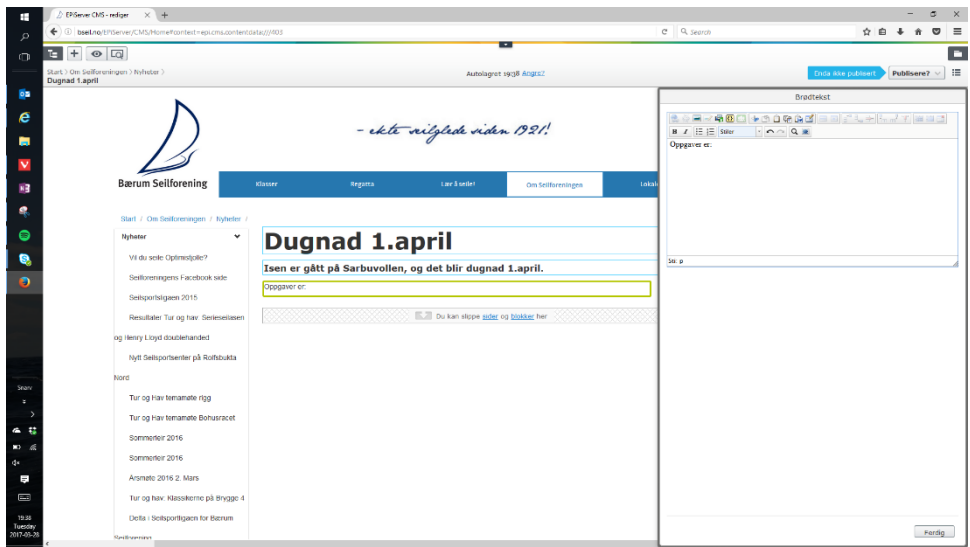 EPiServer CMS - rediger
bseil.no/EPiServer/CMS/Home#context=epi.cms.contentdata:///403
Search
Start > Om Seilforeningen > Nyheter >
Dugnad 1.april
Autolagret 19:38 Angre?
Enda ikke publisert
Publisere?
- ekte seilglede siden 1921!
Bærum Seilforening
Klasser
Regatta
Lær å seile!
Om Seilforeningen
Lokale
Start / Om Seilforeningen / Nyheter /
Nyheter
Vil du seile Optimistjolle?
Seilforeningens Facebook side
Seilsportsligaen 2015
Resultater Tur og hav Serieseilasen
og Henry Lloyd doublehanded
Nytt Seilsportsenter på Rolfsbukta
Nord
Tur og Hav temamøte rigg
Tur og Hav temamøte Bohusracet
Sommerleir 2016
Sommerleir 2016
Årsmøte 2016 2. Mars
Tur og hav: Klassikerne på Brygge 4
Delta i Seilsportligaen for Bærum
Seilforening
Dugnad 1.april
Isen er gått på Sarbuvollen, og det blir dugnad 1.april.
Oppgaver er:
Du kan slippe sider og blokker her
Brødtekst
B I
Stiler
Oppgaver er:
Sti: p
Ferdig
19:38
Tuesday
2017-03-28